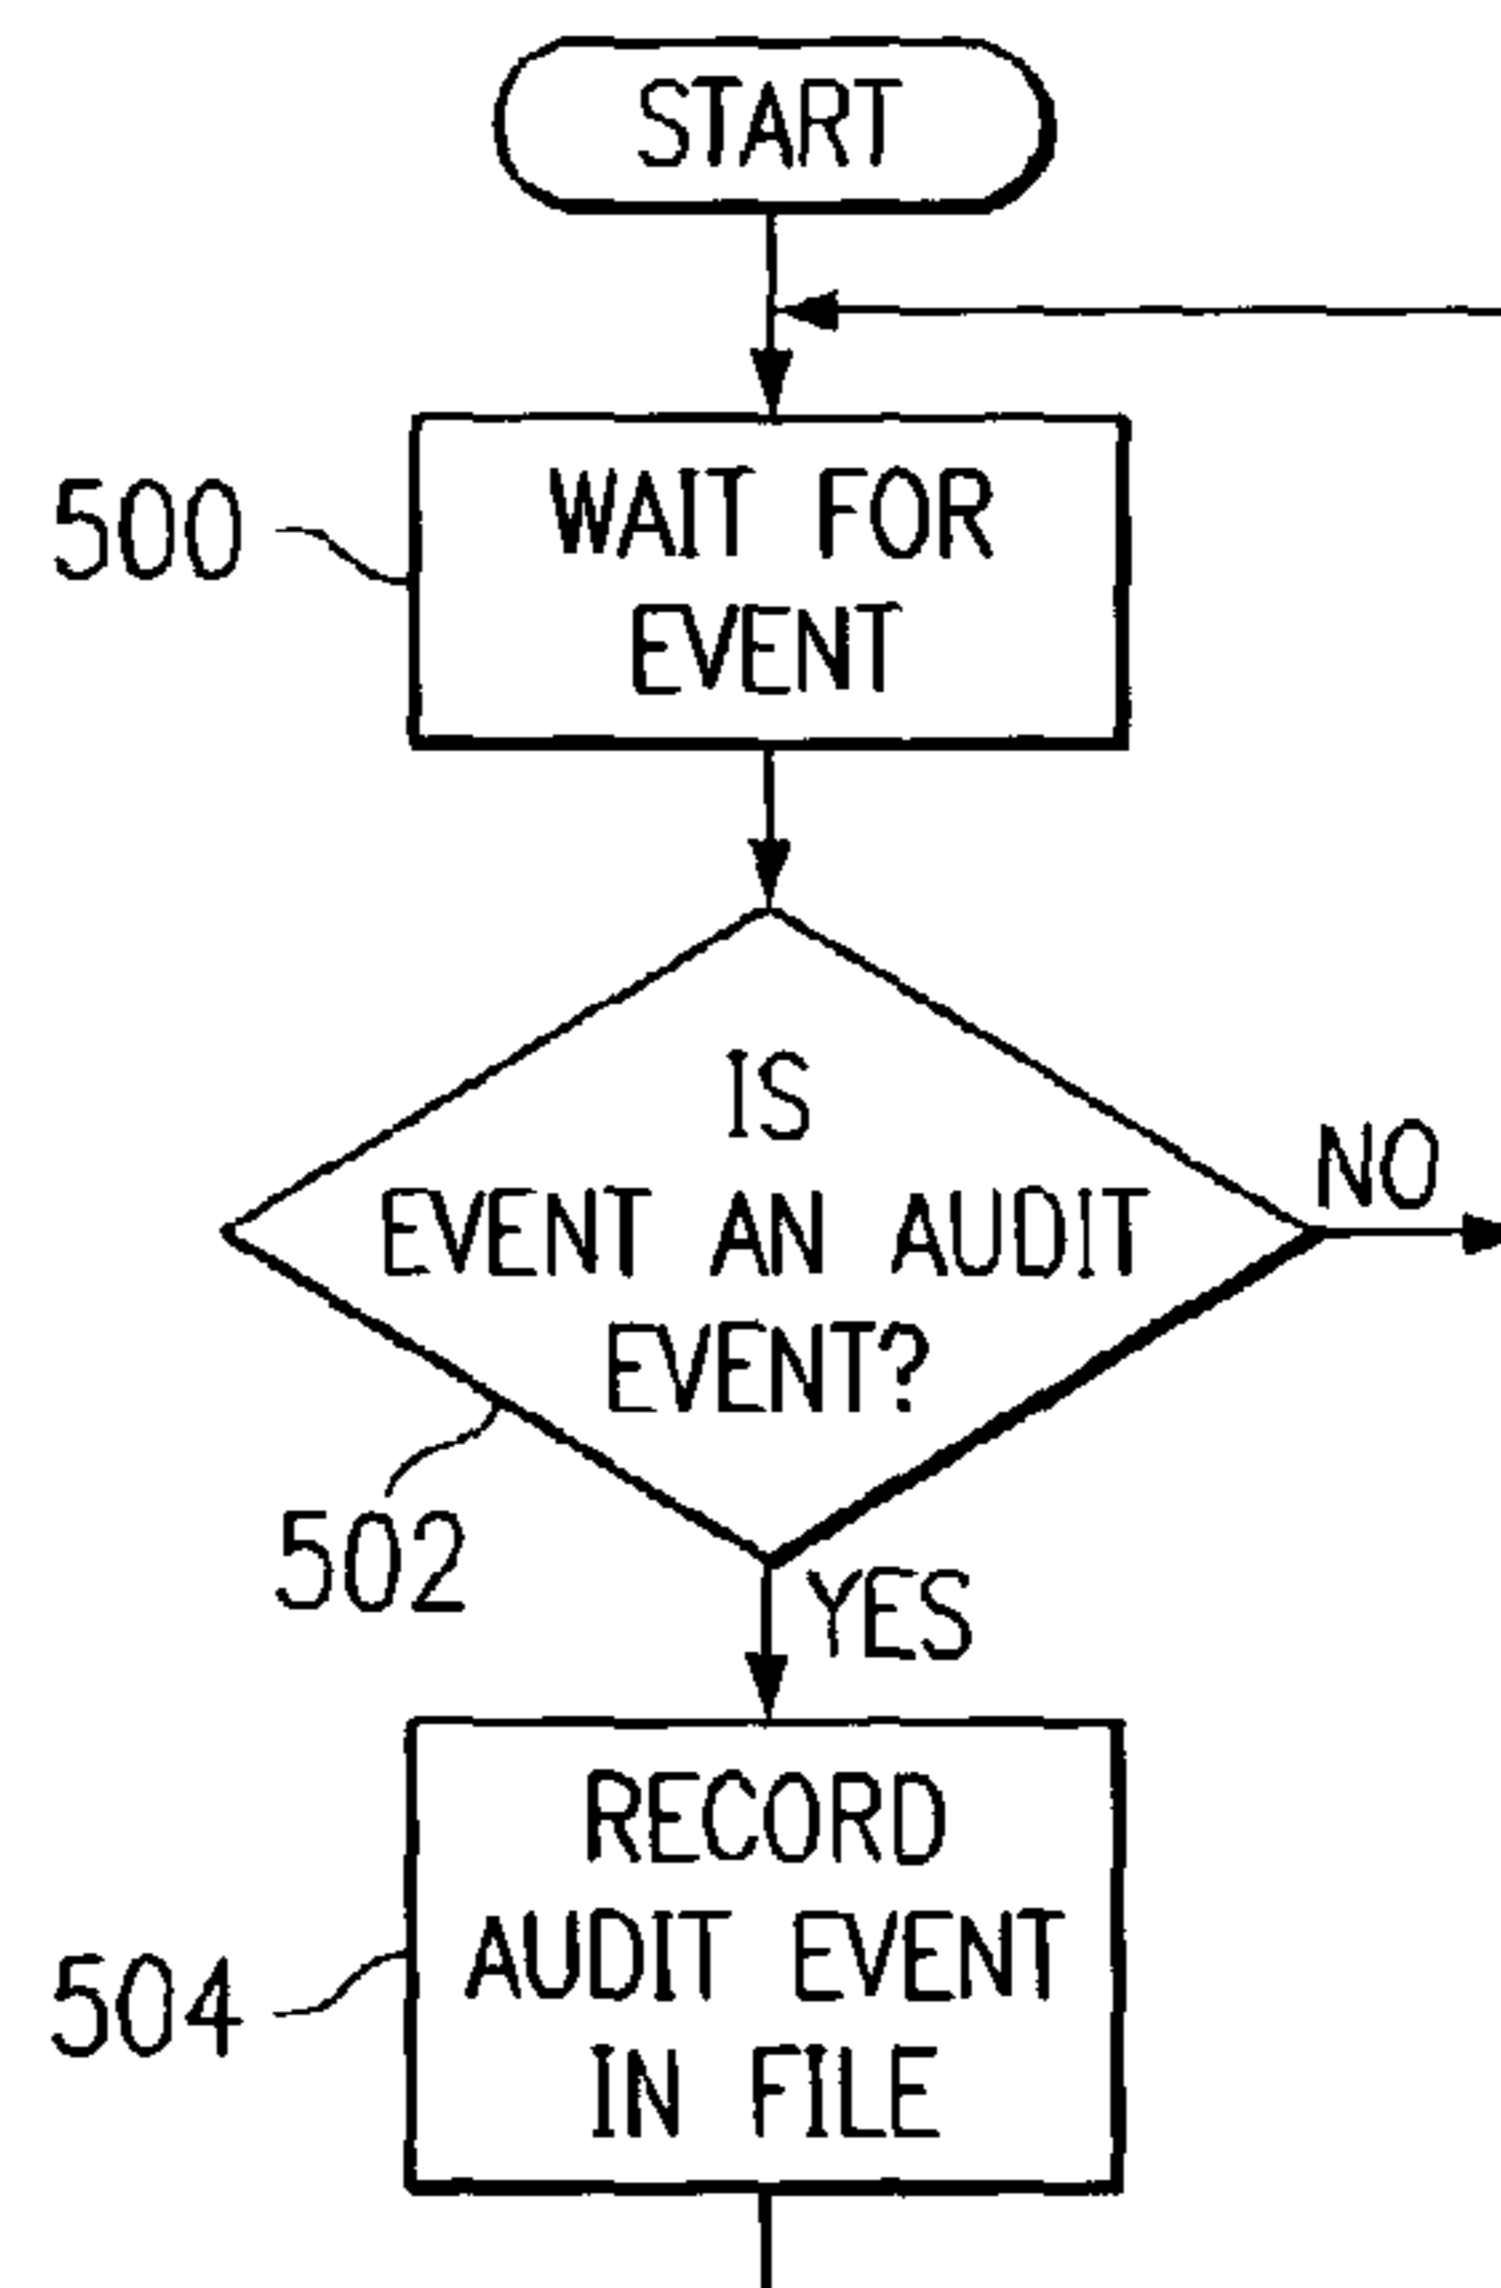 START
500
WAIT FOR
EVENT
IS
EVENT AN AUDIT
EVENT?
NO
502
YES
504
RECORD
AUDIT EVENT
IN FILE